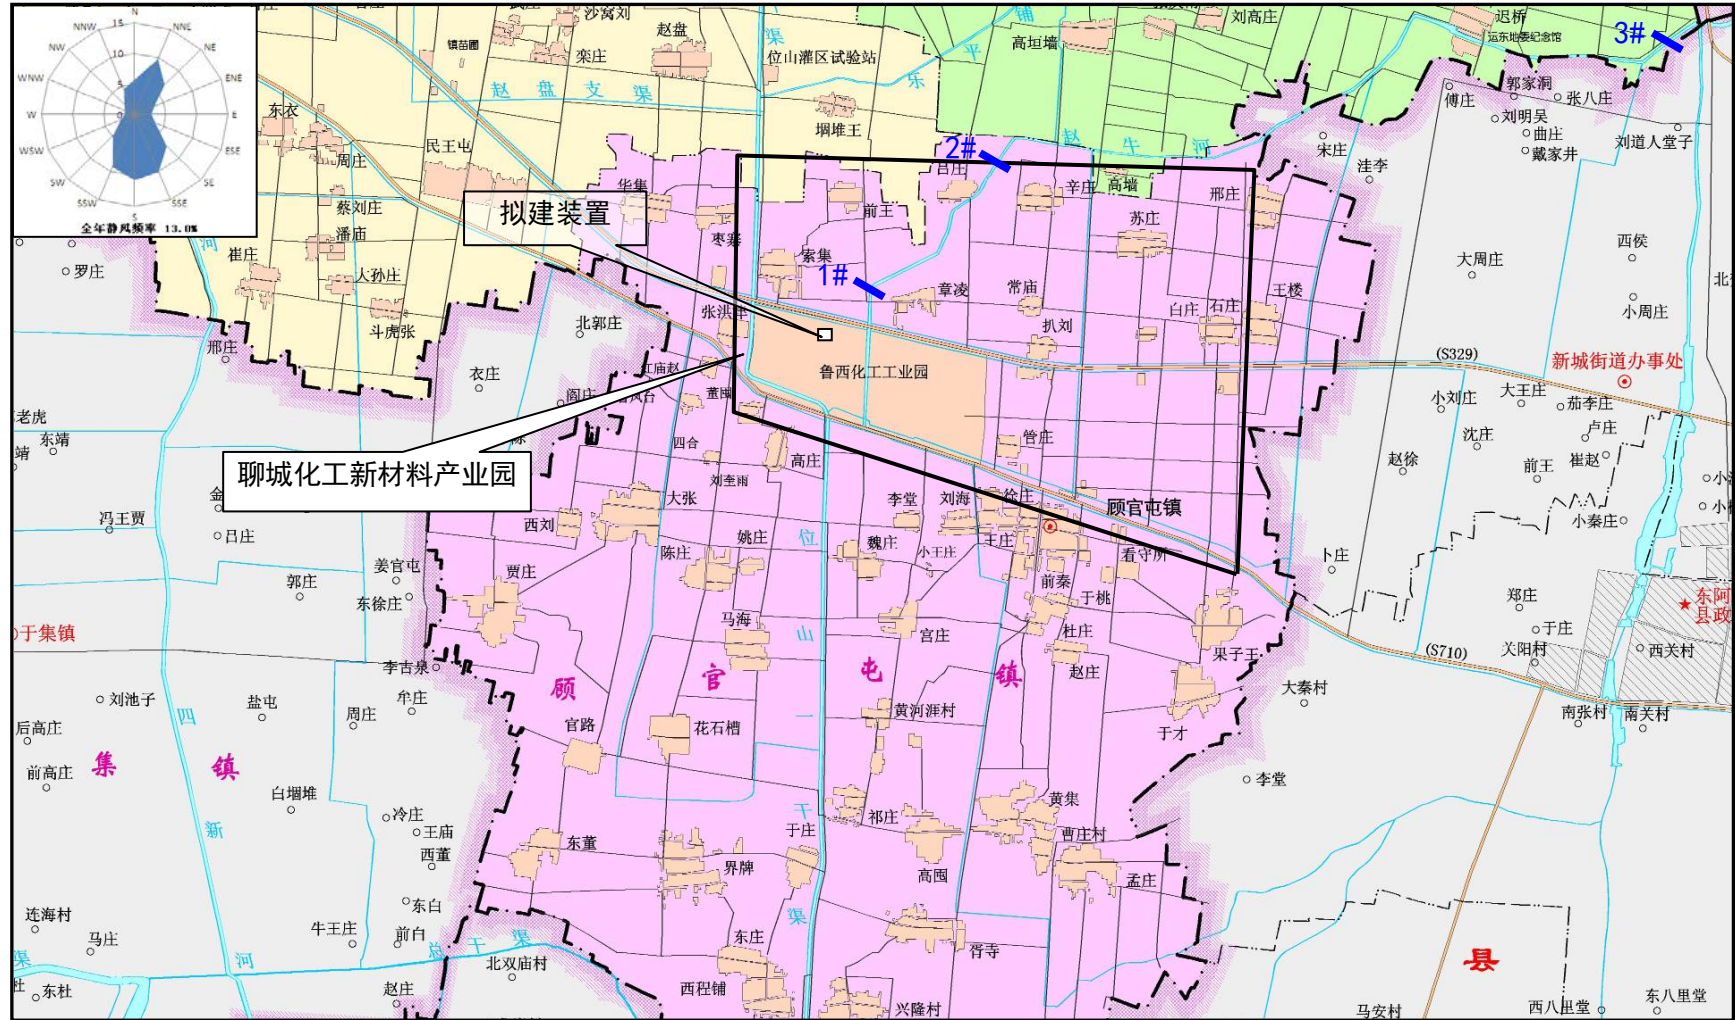 N
NNE
NE
ENE
E
ESE
SE
SSE
S
SSW
SW
WSW
W
WNW
NW
NNW
15
10
5
0
全年静风频率 13.0%
沙窝刘
赵盘
栾庄
镇苗圃
渠
位山灌区试验站
赵盘支渠
铺
平
乐
高垣墙
刘高庄
迟桥
运东地委纪念馆
3#
东衣
民王屯
周庄
蔡刘庄
潘庙
崔庄
大孙庄
斗虎张
河
罗庄
堌堆王
赵牛河
2#
吕庄
华集
拟建装置
枣寨
前王
索集
1#
章凌
常庙
辛庄
高墙
苏庄
邢庄
宋庄
洼李
傅庄
郭家洞
张八庄
刘明吴
曲庄
戴家井
刘道人堂子
西侯
大周庄
小周庄
北
王楼
石庄
白庄
扒刘
张洪庄
鲁西化工工业园
北郭庄
邢庄
衣庄
阎庄
董囤
四合
刘奎雨
高庄
管庄
(S329)
新城街道办事处
小刘庄
大王庄
茄李庄
卢庄
沈庄
崔赵
前王
赵徐
小秦庄
老虎
东靖
靖
聊城化工新材料产业园
冯王贾
吕庄
郭庄
姜官屯
东徐庄
西刘
大张
陈庄
姚庄
贾庄
马海
李堂
刘海
徐庄
王庄
魏庄
小王庄
顾官屯镇
看守所
前秦
于桃
杜庄
赵庄
宫庄
果子王
卜庄
郑庄
于庄
关阳村
西关村
东阿
县政
(S710)
于集镇
李古泉
牟庄
周庄
盐屯
刘池子
后高庄
前高庄
集镇
四新河
位山一干渠
顾官屯镇
官路
花石槽
黄河涯村
于才
大秦村
南张村
南关村
李堂
白堌堆
冷庄
王庙
西董
东白
前白
牛王庄
连海村
马庄
东杜
渠
总干渠
赵庄
北双庙村
东董
界牌
于庄
祁庄
高囤
黄集
曹庄村
孟庄
东庄
西程铺
胥寺
兴隆村
县
马安村
西八里堂
东八里堂